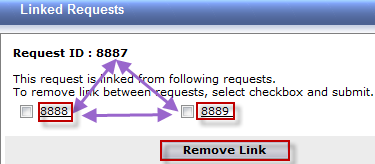 Linked Requests
Request ID : 8887
This request is linked from following requests.
To remove link between requests, select checkbox and submit.
8888 8889
Remove Link